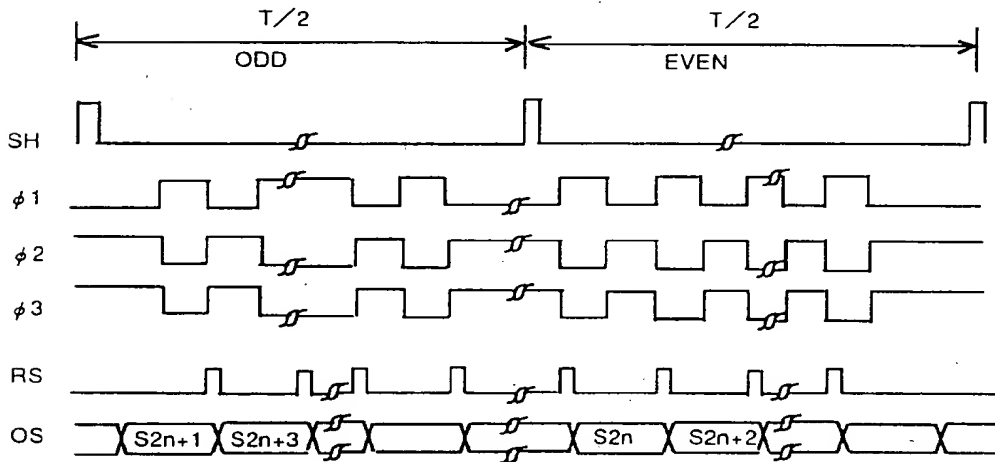 T/2 T/2
ODD EVEN
SH
φ1
φ2
φ3
RS
OS S2n+1 S2n+3 S2n S2n+2